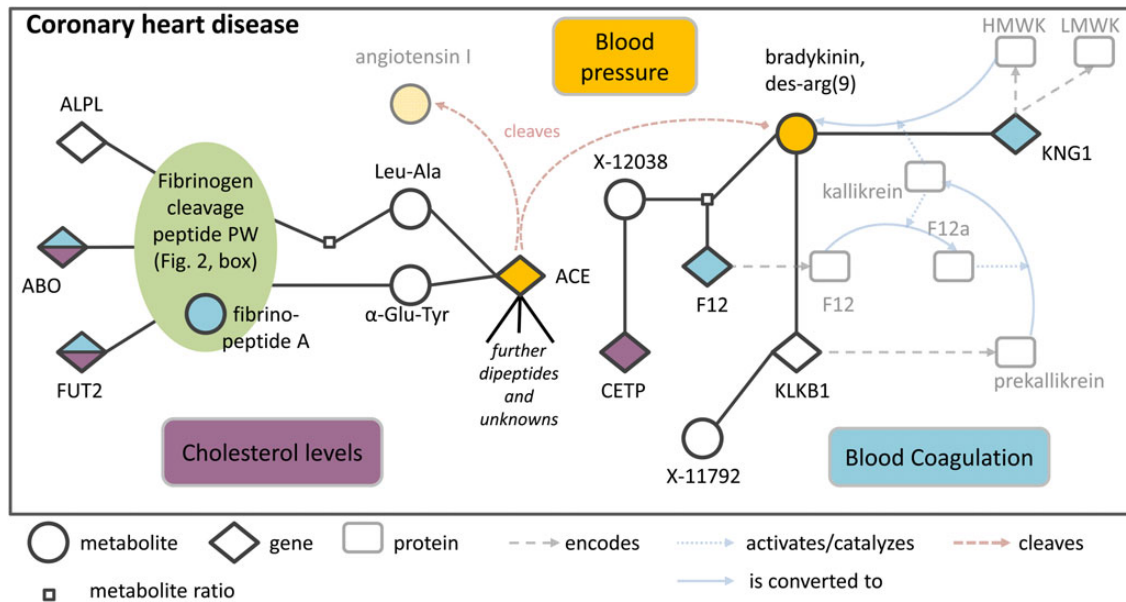 Coronary heart disease
angiotensin I
Blood
pressure
HMWK
LMWK
bradykinin,
des-arg(9)
ALPL
cleaves
KNG1
Fibrinogen
cleavage
peptide PW
(Fig. 2, box)
Leu-Ala
X-12038
kallikrein
F12a
ABO
ACE
F12
F12
fibrino-
peptide A
α-Glu-Tyr
FUT2
further
dipeptides
and
unknowns
CETP
KLKB1
prekallikrein
Cholesterol levels
X-11792
Blood Coagulation
metabolite
gene
protein
encodes
activates/catalyzes
cleaves
metabolite ratio
is converted to